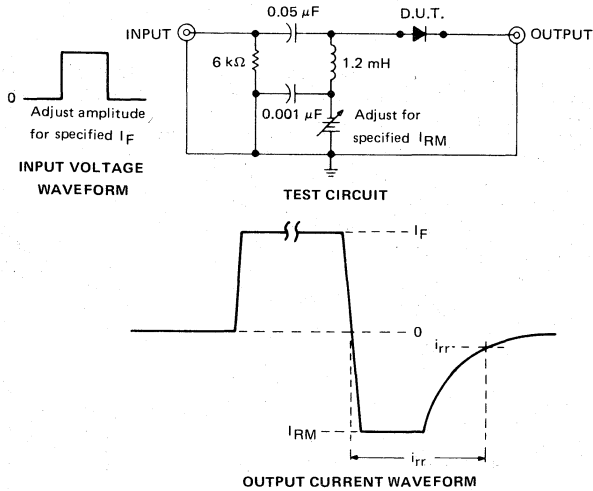 0.05 μF
D.U.T.
INPUT
OUTPUT
6 kΩ
1.2 mH
0
0.001 μF
Adjust amplitude
for specified IF
Adjust for
specified IRM
INPUT VOLTAGE
WAVEFORM
TEST CIRCUIT
IF
0
irr
IRM
irr
OUTPUT CURRENT WAVEFORM